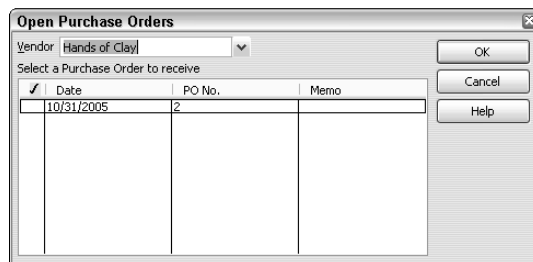 Open Purchase Orders
Vendor Hands of Clay
OK
Select a Purchase Order to receive
Cancel
✓ Date PO No. Memo
10/31/2005 2
Help